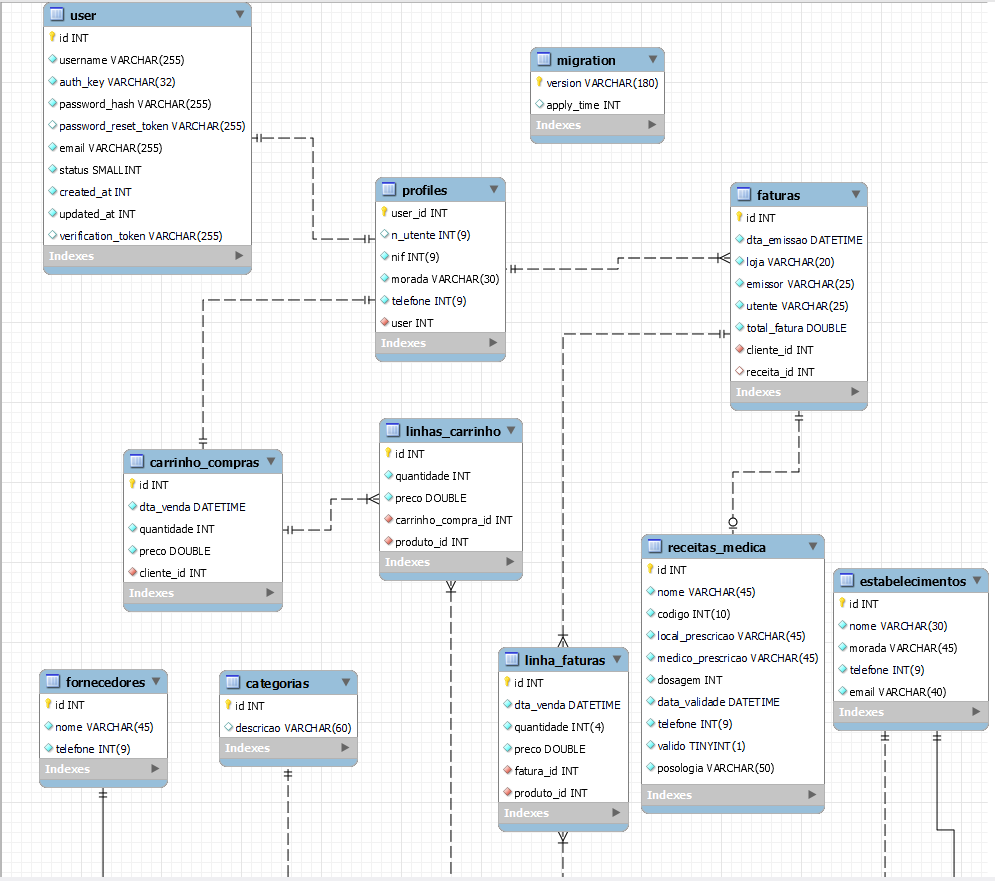 user
id INT
username VARCHAR(255)
auth_key VARCHAR(32)
password_hash VARCHAR(255)
password_reset_token VARCHAR(255)
email VARCHAR(255)
status SMALLINT
created_at INT
updated_at INT
verification_token VARCHAR(255)
Indexes
migration
version VARCHAR(180)
apply_time INT
Indexes
profiles
user_id INT
n_utente INT(9)
nif INT(9)
morada VARCHAR(30)
telefone INT(9)
user INT
Indexes
faturas
id INT
dta_emissao DATETIME
loja VARCHAR(20)
emissor VARCHAR(25)
utente VARCHAR(25)
total_fatura DOUBLE
cliente_id INT
receita_id INT
Indexes
carrinho_compras
id INT
dta_venda DATETIME
quantidade INT
preco DOUBLE
cliente_id INT
Indexes
linhas_carrinho
id INT
quantidade INT
preco DOUBLE
carrinho_compra_id INT
produto_id INT
Indexes
receitas_medica
id INT
nome VARCHAR(45)
codigo INT(10)
local_prescricao VARCHAR(45)
medico_prescricao VARCHAR(45)
dosagem INT
data_validade DATETIME
telefone INT(9)
valido TINYINT(1)
posologia VARCHAR(50)
Indexes
estabelecimentos
id INT
nome VARCHAR(30)
morada VARCHAR(45)
telefone INT(9)
email VARCHAR(40)
Indexes
fornecedores
id INT
nome VARCHAR(45)
telefone INT(9)
Indexes
categorias
id INT
descricao VARCHAR(60)
Indexes
linha_faturas
id INT
dta_venda DATETIME
quantidade INT(4)
preco DOUBLE
fatura_id INT
produto_id INT
Indexes